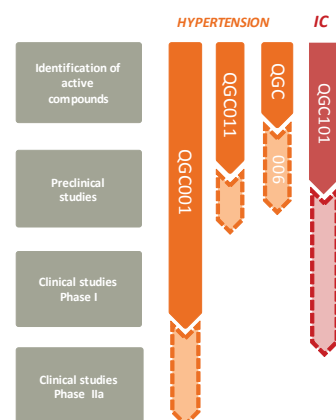 HYPERTENSION
IC
Identification of
active
compounds
Preclinical
studies
Clinical studies
Phase I
Clinical studies
Phase IIa
QGC001
QGC011
QGC
006
QGC101